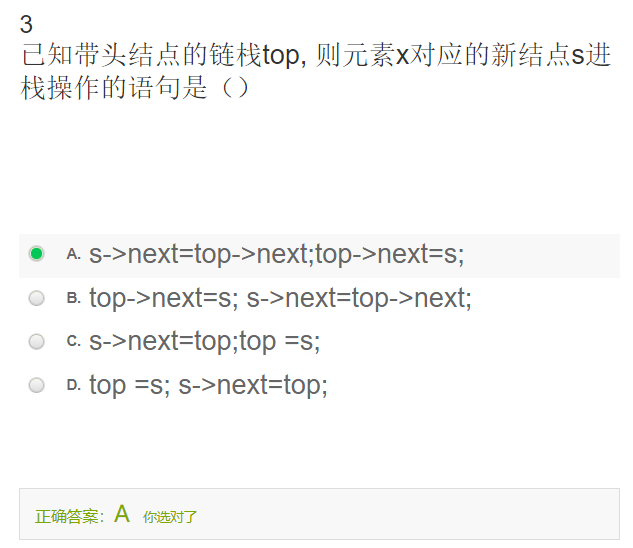 3
已知带头结点的链栈top, 则元素x对应的新结点s进
栈操作的语句是（）
A. s->next=top->next;top->next=s;
B. top->next=s; s->next=top->next;
C. s->next=top;top =s;
D. top =s; s->next=top;
正确答案：A 你选对了